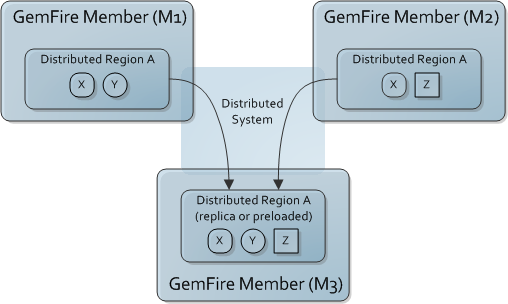 GemFire Member (M1)
Distributed Region A
X Y
GemFire Member (M2)
Distributed Region A
X Z
Distributed
System
Distributed Region A
(replica or preloaded)
X Y Z
GemFire Member (M3)